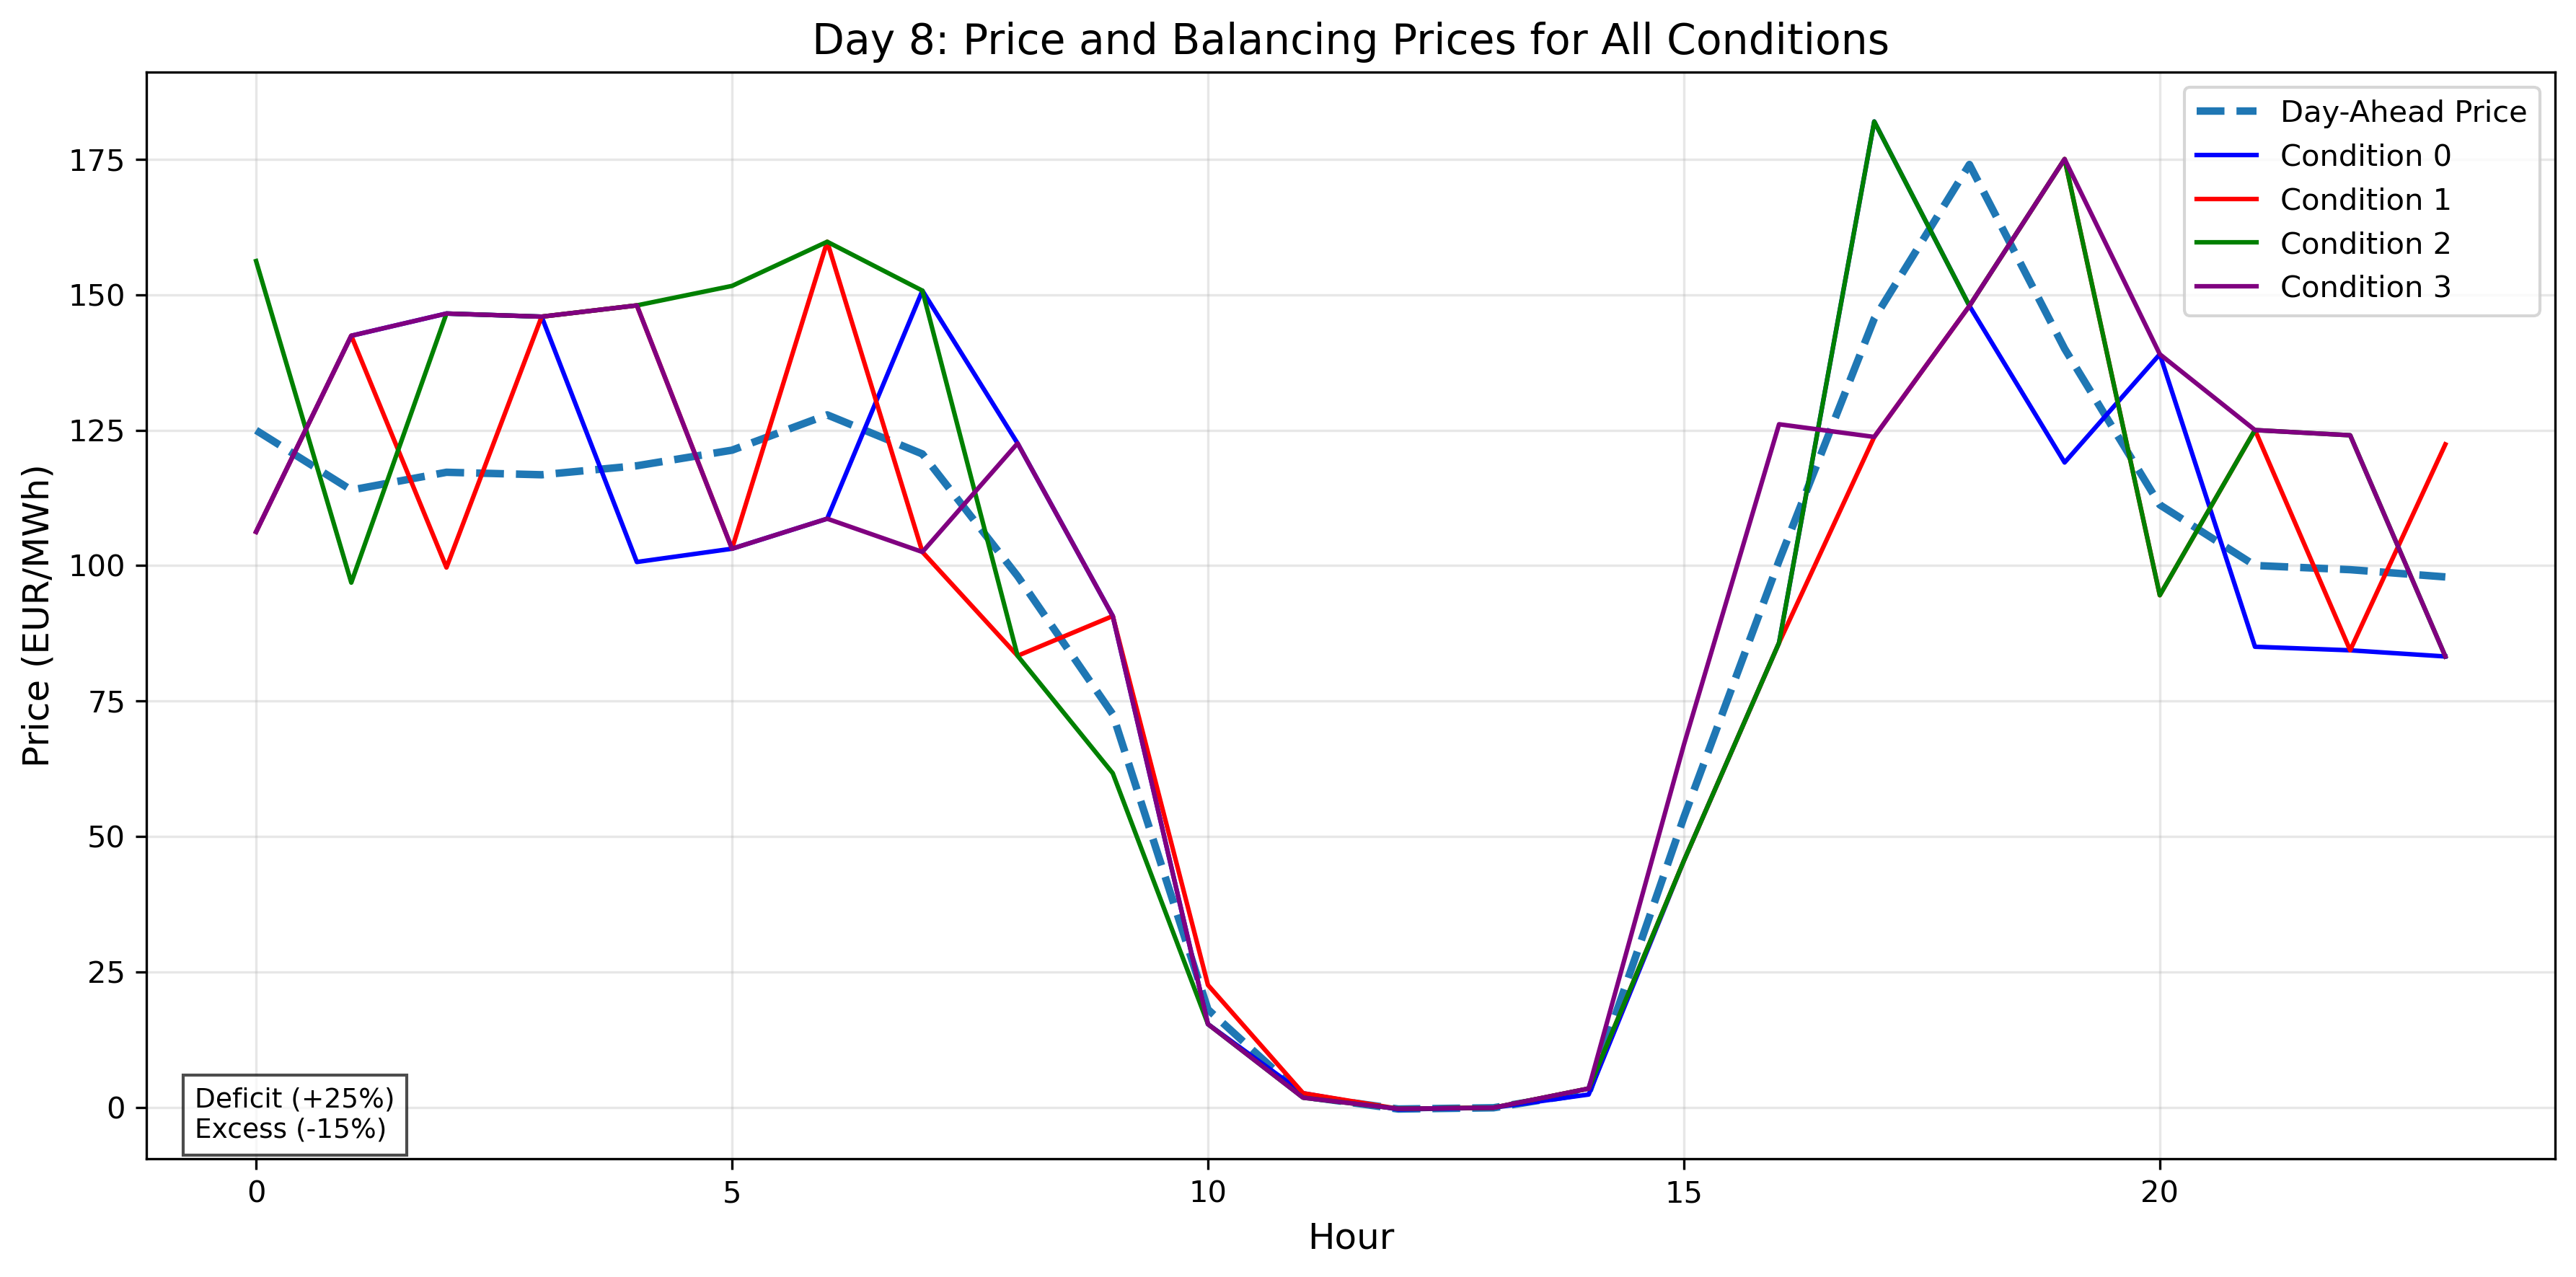 Day 8: Price and Balancing Prices for All Conditions
Price (EUR/MWh)
175
150
125
100
75
50
25
0
Day-Ahead Price
Condition 0
Condition 1
Condition 2
Condition 3
Deficit (+25%)
Excess (-15%)
0 5 10 15 20
Hour